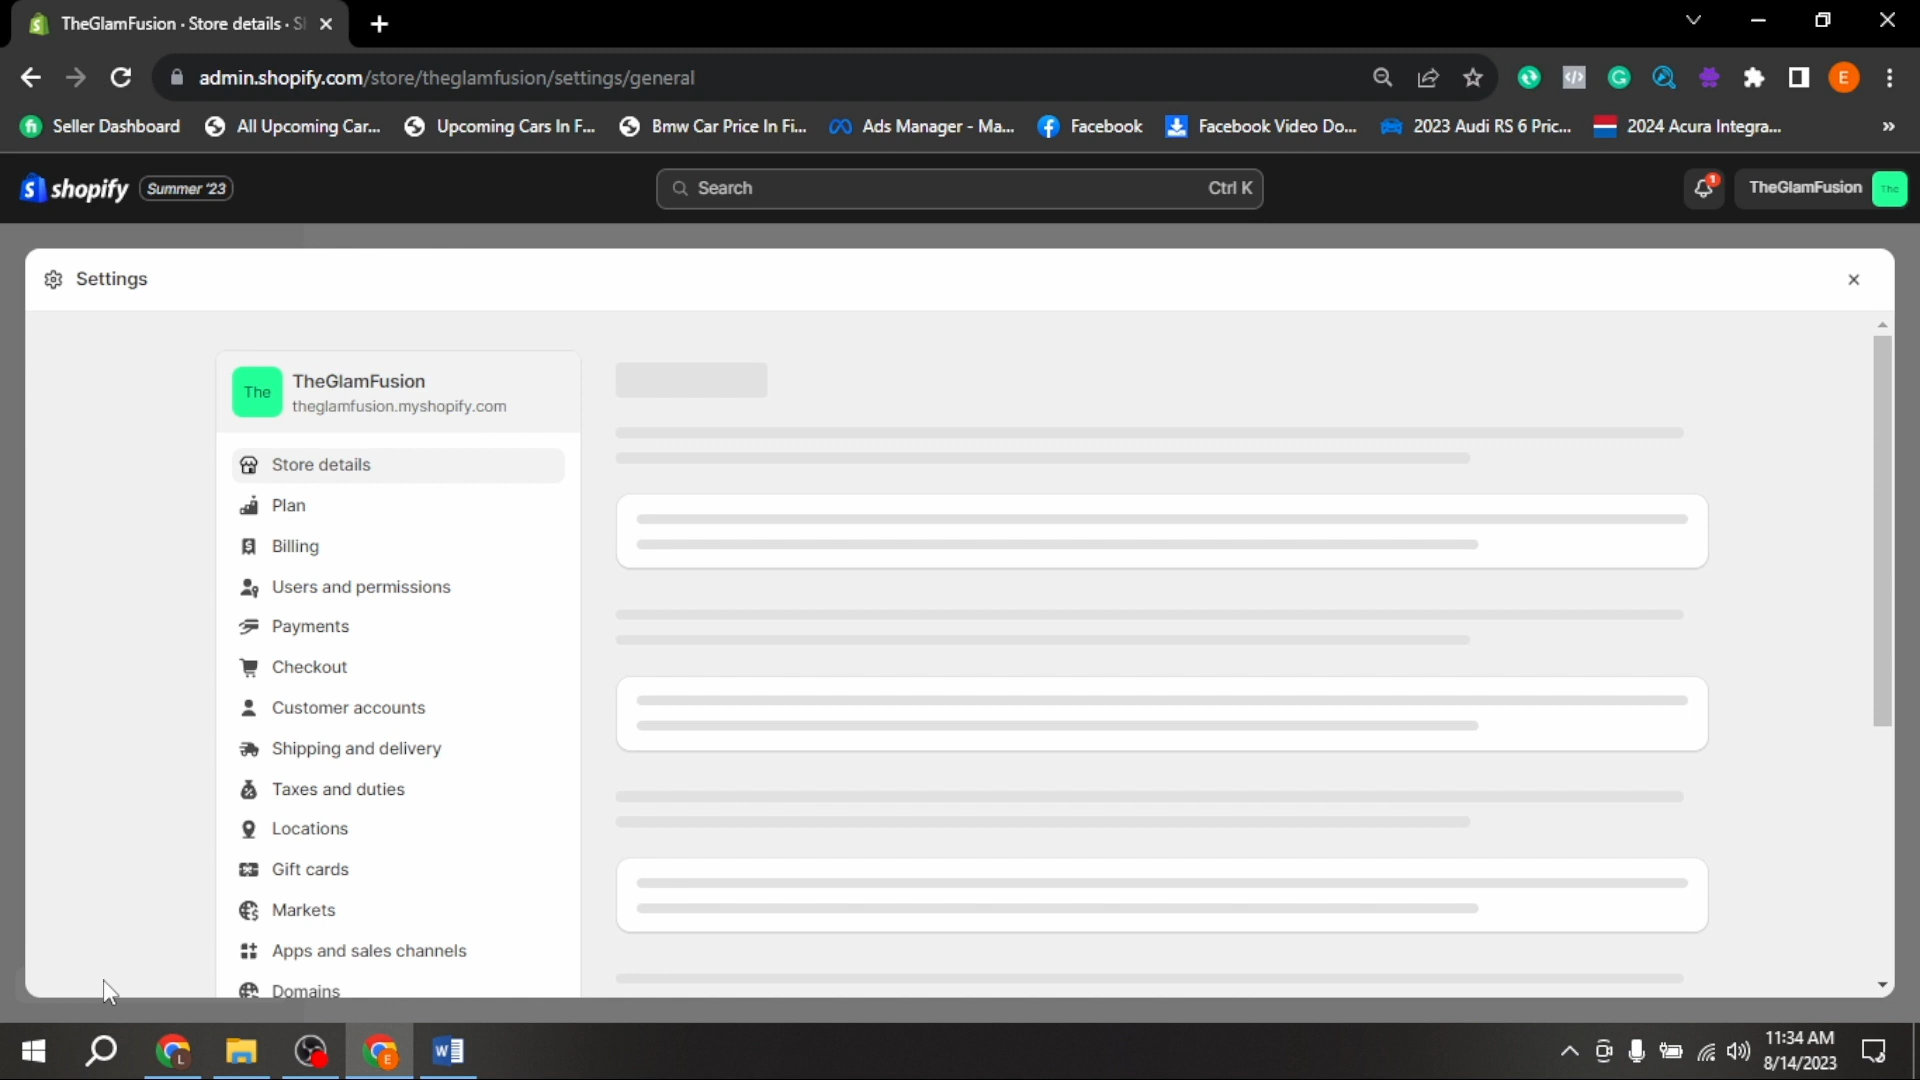 TheGlamFusion · Store details · S
admin.shopify.com/store/theglamfusion/settings/general
E
Seller Dashboard
All Upcoming Car...
Upcoming Cars In F...
Bmw Car Price In Fi...
Ads Manager - Ma...
Facebook
Facebook Video Do...
2023 Audi RS 6 Pric...
2024 Acura Integra...
»
shopify Summer '23
Search Ctrl K
1
TheGlamFusion The
Settings
The
TheGlamFusion
theglamfusion.myshopify.com
Store details
Plan
Billing
Users and permissions
Payments
Checkout
Customer accounts
Shipping and delivery
Taxes and duties
Locations
Gift cards
Markets
Apps and sales channels
Domains
L
E
W
11:34 AM
8/14/2023